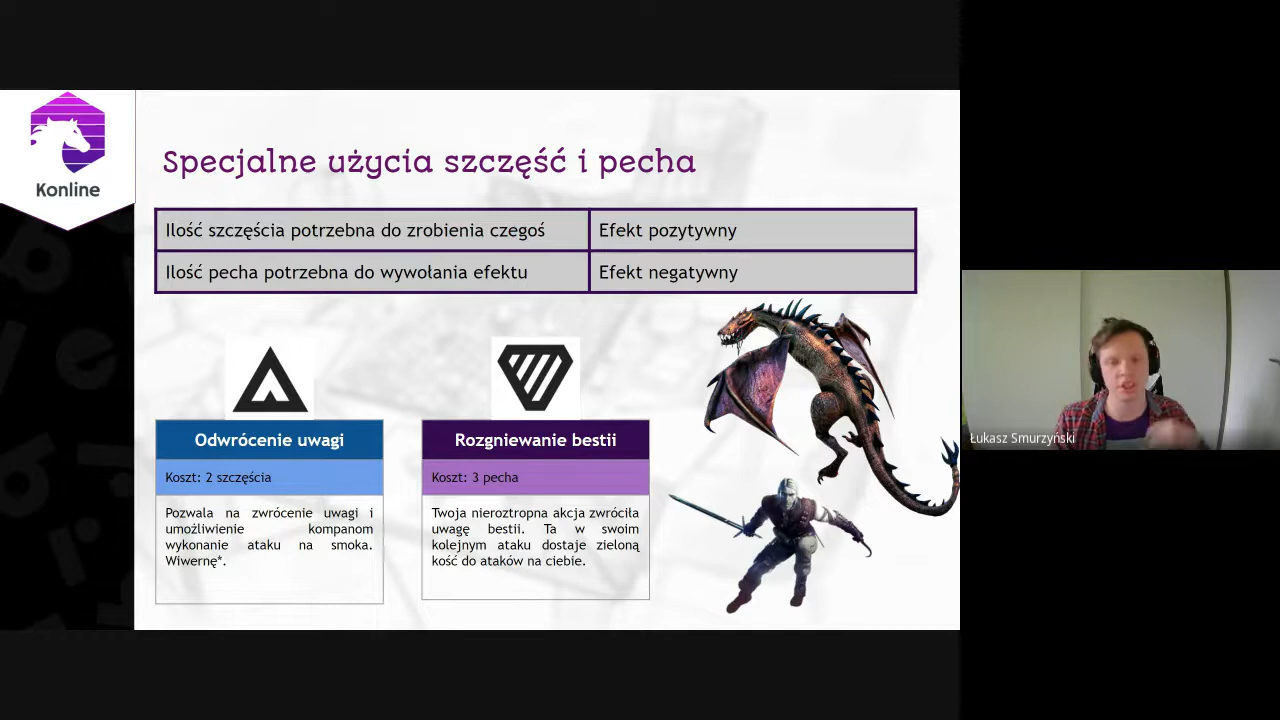 Konline
Specjalne użycia szczęść i pecha
Ilość szczęścia potrzebna do zrobienia czegoś
Efekt pozytywny
Ilość pecha potrzebna do wywołania efektu
Efekt negatywny
Odwrócenie uwagi
Koszt: 2 szczęścia
Pozwala na zwrócenie uwagi i
umożliwienie kompanom
wykonanie ataku na smoka.
Wiwernę*.
Rozgniewanie bestii
Koszt: 3 pecha
Twoja nieroztropna akcja zwróciła
uwagę bestii. Ta w swoim
kolejnym ataku dostaje zieloną
kość do ataków na ciebie.
Łukasz Smurzyński